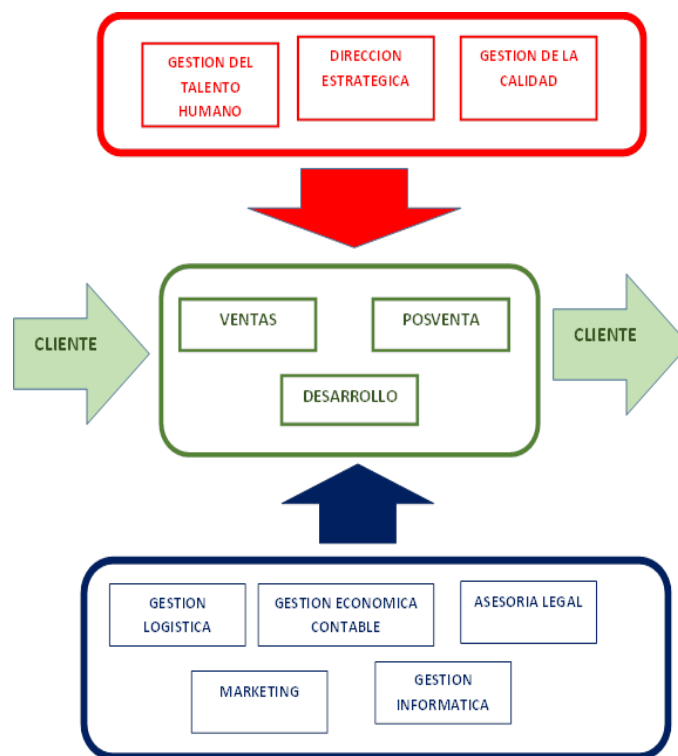 GESTION DEL
TALENTO
HUMANO
DIRECCION
ESTRATEGICA
GESTION DE LA
CALIDAD
CLIENTE
VENTAS
POSVENTA
DESARROLLO
CLIENTE
GESTION
LOGISTICA
GESTION ECONOMICA
CONTABLE
ASESORIA LEGAL
MARKETING
GESTION
INFORMATICA